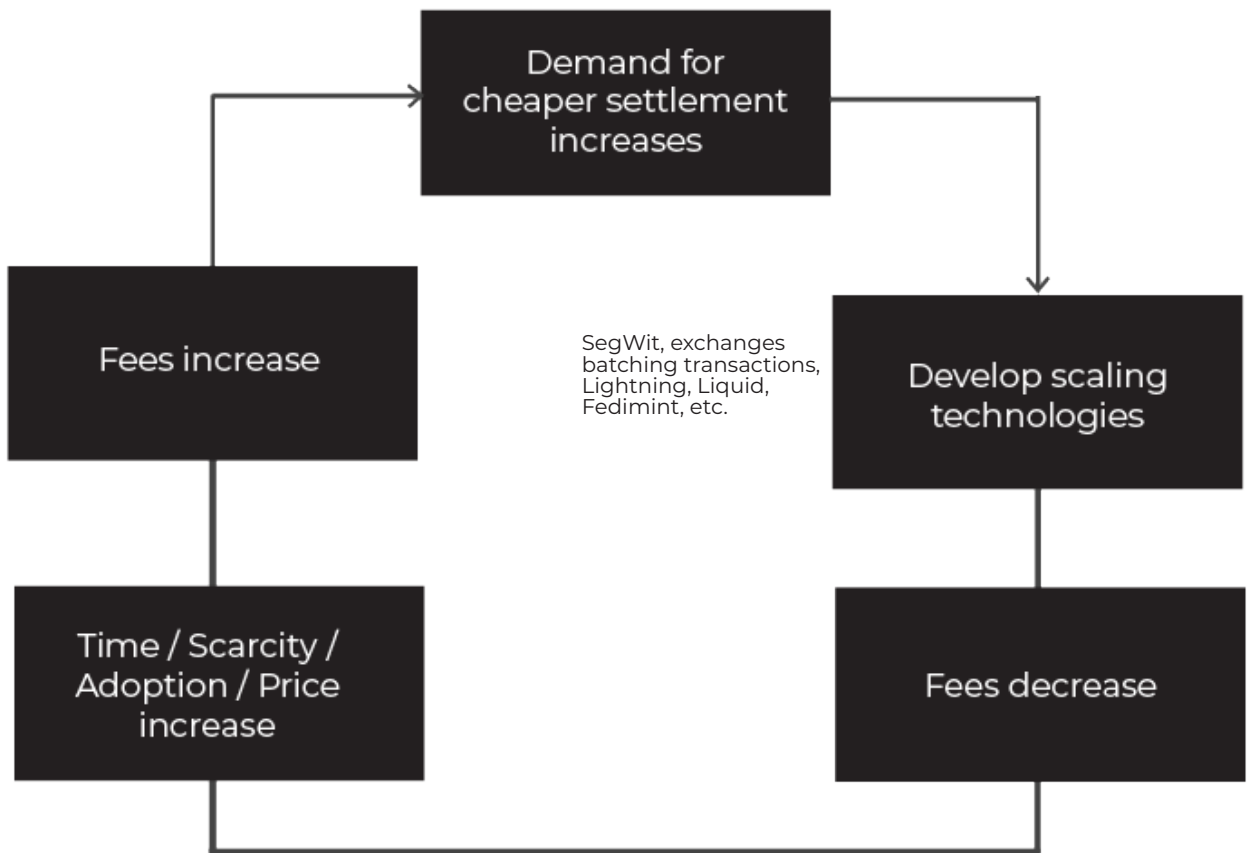 Demand for
cheaper settlement
increases
Fees increase
SegWit, exchanges
batching transactions,
Lightning, Liquid,
Fedimint, etc.
Develop scaling
technologies
Time / Scarcity /
Adoption / Price
increase
Fees decrease